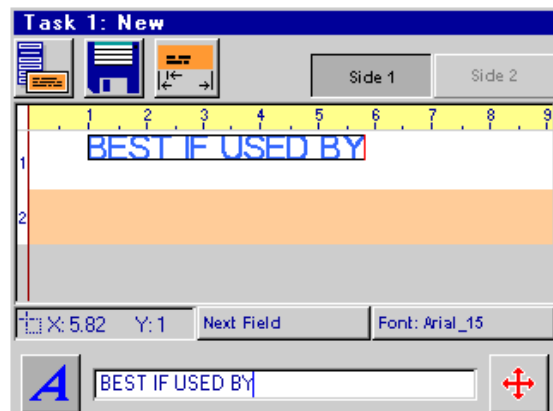 Task 1: New
Side 1 Side 2
1 2 3 4 5 6 7 8 9
1 BEST IF USED BY
2
X: 5.82 Y: 1 Next Field Font: Arial_15
A BEST IF USED BY